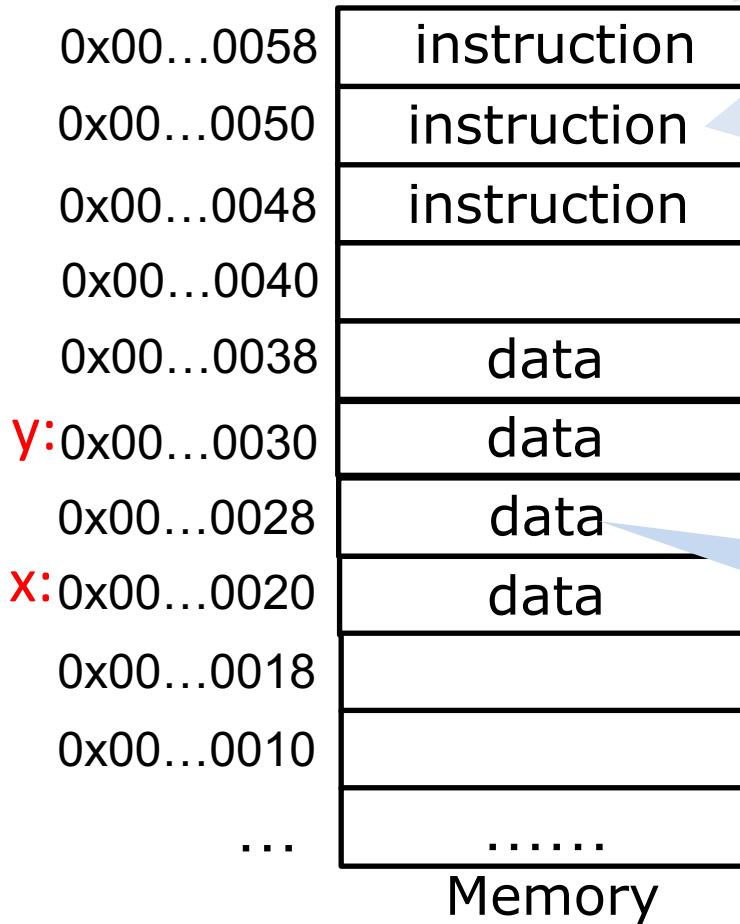 0x00…0058 instruction
0x00…0050 instruction
0x00…0048 instruction
0x00…0040
0x00…0038 data
y: 0x00…0030 data
0x00…0028 data
x: 0x00…0020 data
0x00…0018
0x00…0010
… ……
Memory